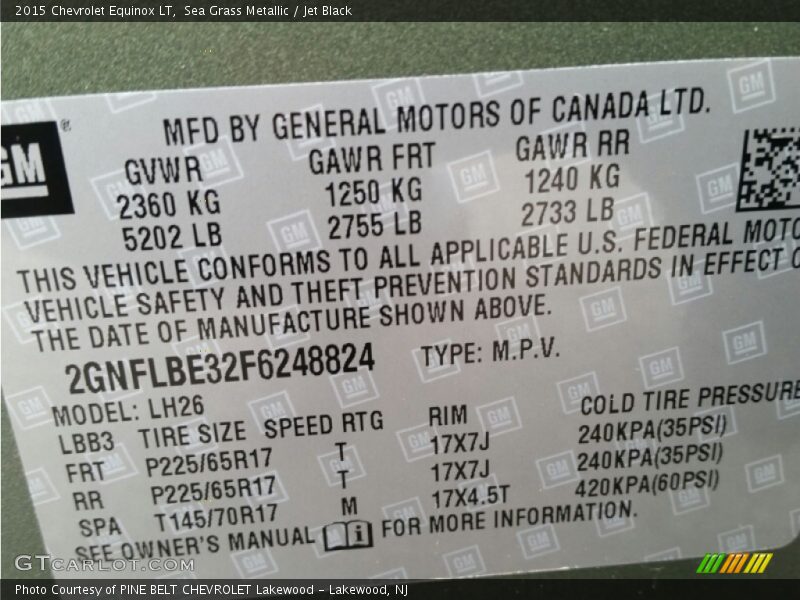 2015 Chevrolet Equinox LT,  Sea Grass Metallic / Jet Black
GM ®
MFD BY GENERAL MOTORS OF CANADA LTD.
GVWR GAWR FRT GAWR RR
2360 KG 1250 KG 1240 KG
5202 LB 2755 LB 2733 LB
THIS VEHICLE CONFORMS TO ALL APPLICABLE U.S. FEDERAL MOTO
VEHICLE SAFETY AND THEFT PREVENTION STANDARDS IN EFFECT O
THE DATE OF MANUFACTURE SHOWN ABOVE.
2GNFLBE32F6248824 TYPE: M.P.V.
MODEL: LH26
LBB3 TIRE SIZE SPEED RTG RIM COLD TIRE PRESSURE
FRT P225/65R17 T 17X7J 240KPA(35PSI)
RR P225/65R17 T 17X7J 240KPA(35PSI)
SPA T145/70R17 M 17X4.5T 420KPA(60PSI)
SEE OWNER'S MANUAL i FOR MORE INFORMATION.
GTCarLot.com
Photo Courtesy of PINE BELT CHEVROLET Lakewood - Lakewood, NJ